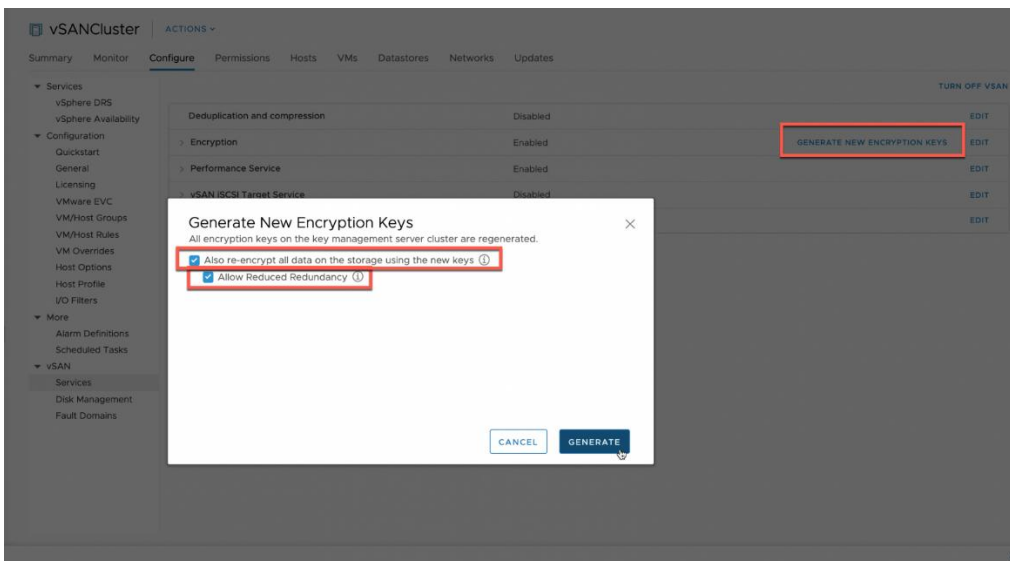 vSANCluster ACTIONS
Summary Monitor Configure Permissions Hosts VMs Datastores Networks Updates
Services
vSphere DRS
vSphere Availability
Configuration
Quickstart
General
Licensing
VMware EVC
VM/Host Groups
VM/Host Rules
VM Overrides
Host Options
Host Profile
I/O Filters
More
Alarm Definitions
Scheduled Tasks
vSAN
Services
Disk Management
Fault Domains
TURN OFF VSAN
Deduplication and compression Disabled EDIT
Encryption Enabled GENERATE NEW ENCRYPTION KEYS EDIT
Performance Service Enabled EDIT
vSAN iSCSI Target Service Disabled EDIT
EDIT
Generate New Encryption Keys
All encryption keys on the key management server cluster are regenerated.
Also re-encrypt all data on the storage using the new keys
Allow Reduced Redundancy
CANCEL GENERATE